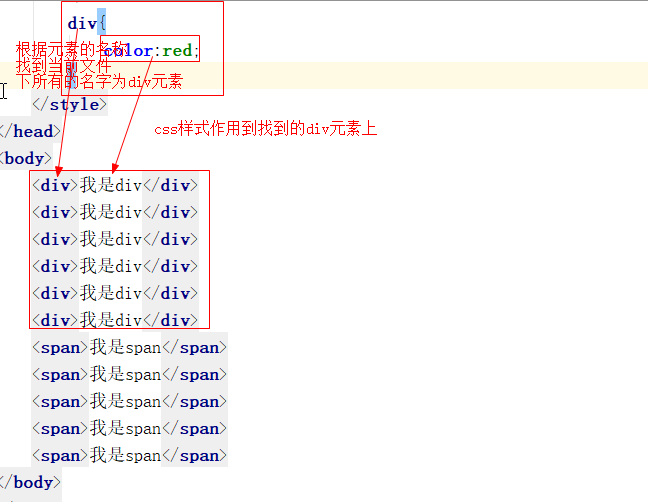 div{
根据元素的名称
color:red;
找到当前文件
下所有的名字为div元素
</style>
</head>
css样式作用到找到的div元素上
<body>
<div>我是div</div>
<div>我是div</div>
<div>我是div</div>
<div>我是div</div>
<div>我是div</div>
<div>我是div</div>
<span>我是span</span>
<span>我是span</span>
<span>我是span</span>
<span>我是span</span>
<span>我是span</span>
</body>